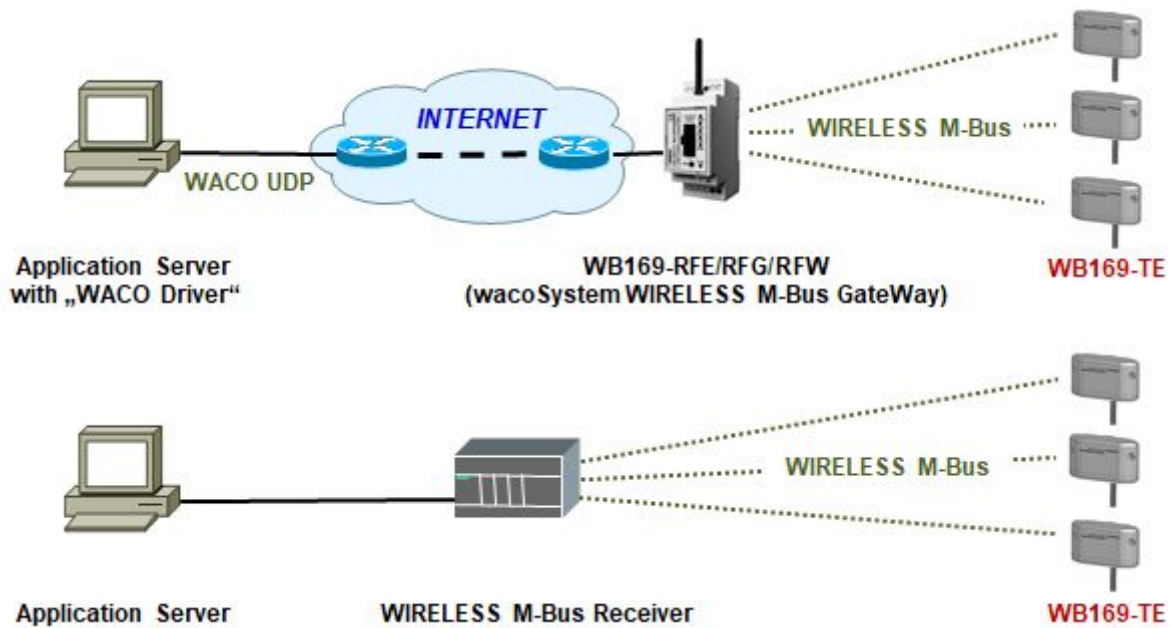 INTERNET
WIRELESS M-Bus
WACO UDP
Application Server
with „WACO Driver“
WB169-RFE/RFG/RFW
(wacoSystem WIRELESS M-Bus GateWay)
WB169-TE
WIRELESS M-Bus
Application Server
WIRELESS M-Bus Receiver
WB169-TE